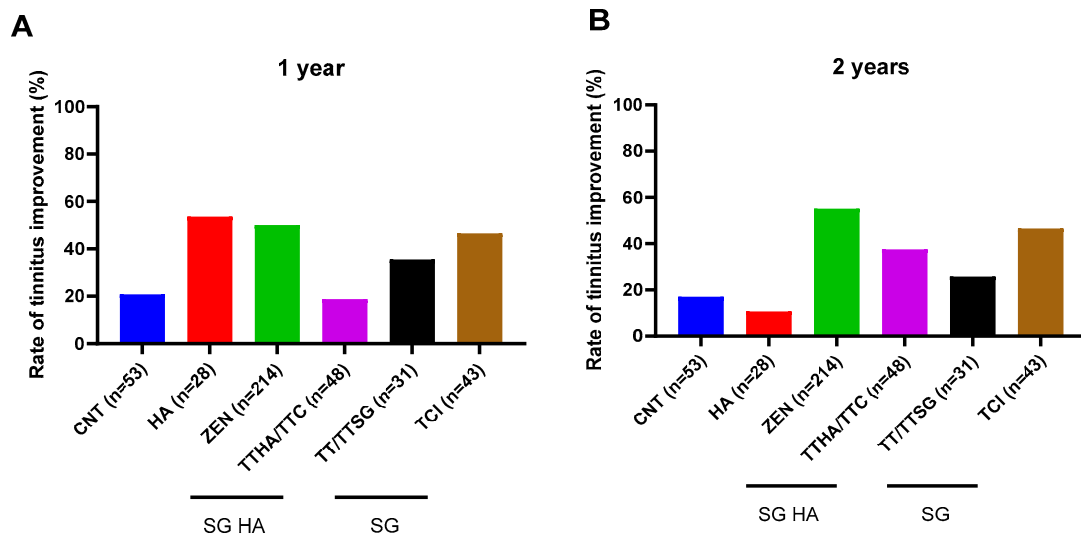 A
1 year
Rate of tinnitus improvement (%)
100
80
60
40
20
0
CNT (n=53)
HA (n=28)
ZEN (n=214)
TTHA/TTC (n=48)
TT/TTSG (n=31)
TCI (n=43)
SG HA
SG
B
2 years
Rate of tinnitus improvement (%)
100
80
60
40
20
0
CNT (n=53)
HA (n=28)
ZEN (n=214)
TTHA/TTC (n=48)
TT/TTSG (n=31)
TCI (n=43)
SG HA
SG